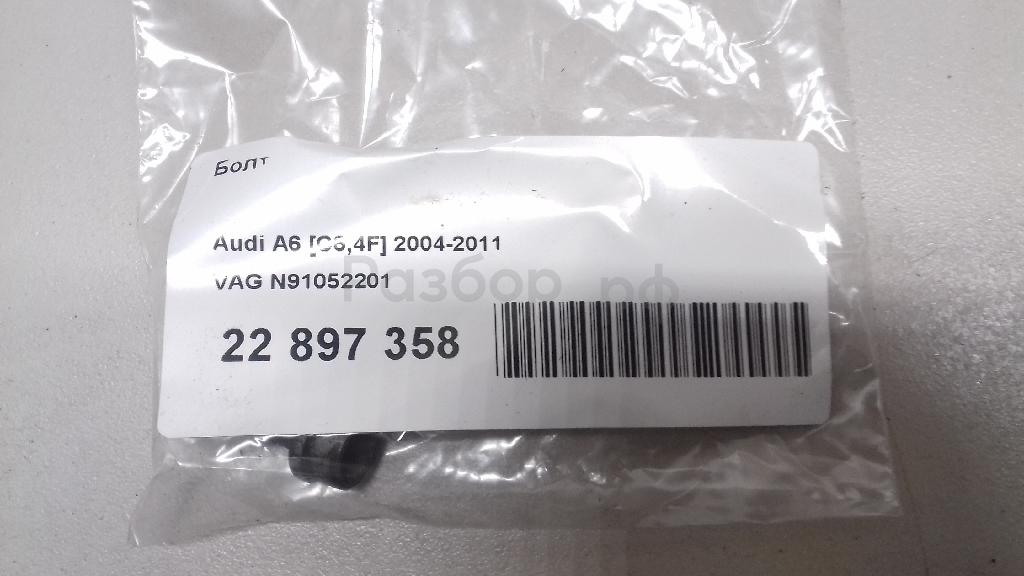 Болт
Audi A6 [C6,4F] 2004-2011
VAG N91052201
Разбор.рф
22 897 358